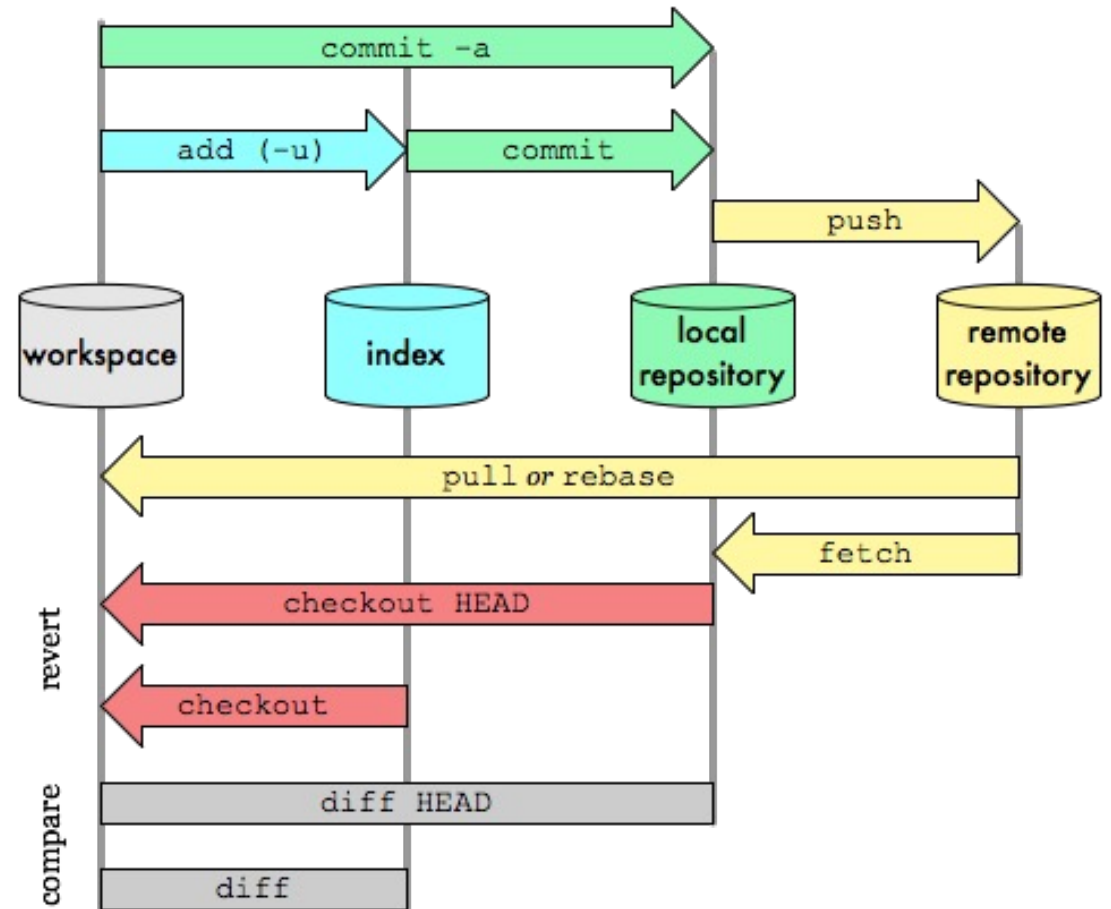 commit -a
add (-u)
commit
push
workspace
index
local
repository
remote
repository
pull or rebase
fetch
revert
checkout HEAD
checkout
compare
diff HEAD
diff